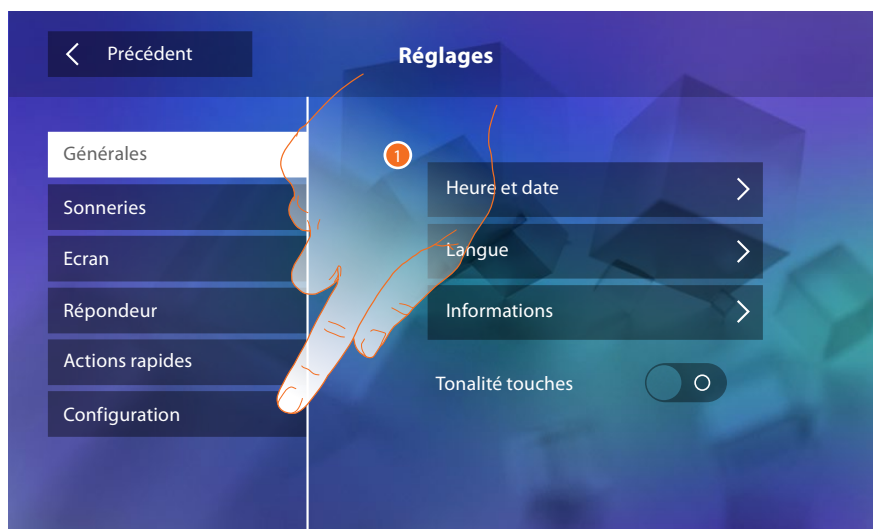 Précédent
Réglages
Générales
Sonneries
Ecran
Répondeur
Actions rapides
Configuration
1
Heure et date
Langue
Informations
Tonalité touches